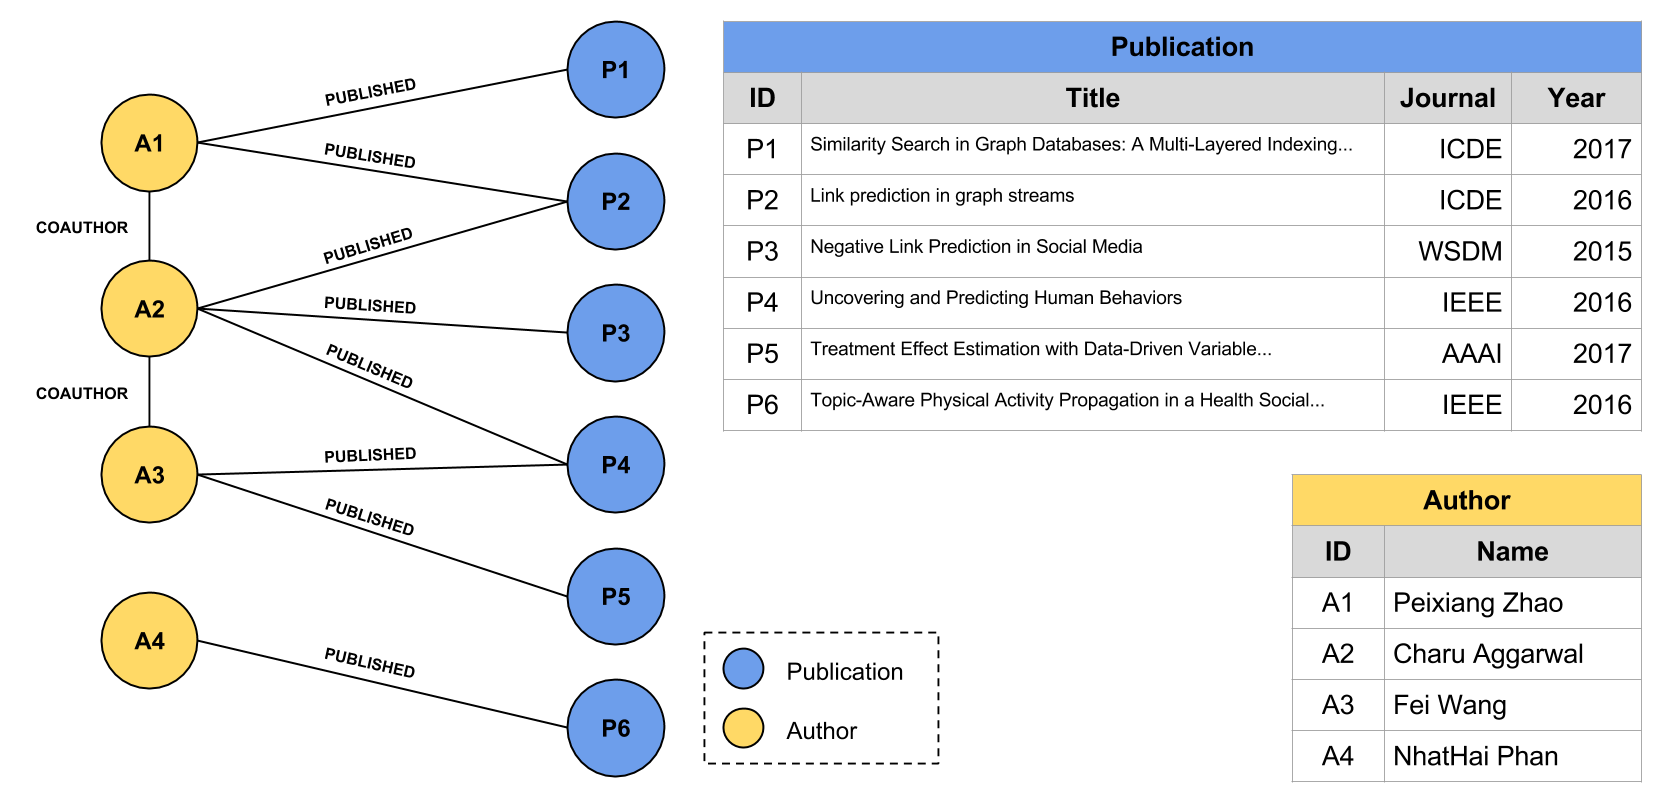 A1
A2
A3
A4
COAUTHOR
COAUTHOR
PUBLISHED
PUBLISHED
PUBLISHED
PUBLISHED
PUBLISHED
PUBLISHED
PUBLISHED
PUBLISHED
P1
P2
P3
P4
P5
P6
Publication
ID Title Journal Year
P1 Similarity Search in Graph Databases: A Multi-Layered Indexing... ICDE 2017
P2 Link prediction in graph streams ICDE 2016
P3 Negative Link Prediction in Social Media WSDM 2015
P4 Uncovering and Predicting Human Behaviors IEEE 2016
P5 Treatment Effect Estimation with Data-Driven Variable... AAAI 2017
P6 Topic-Aware Physical Activity Propagation in a Health Social... IEEE 2016
Publication
Author
Author
ID Name
A1 Peixiang Zhao
A2 Charu Aggarwal
A3 Fei Wang
A4 NhatHai Phan